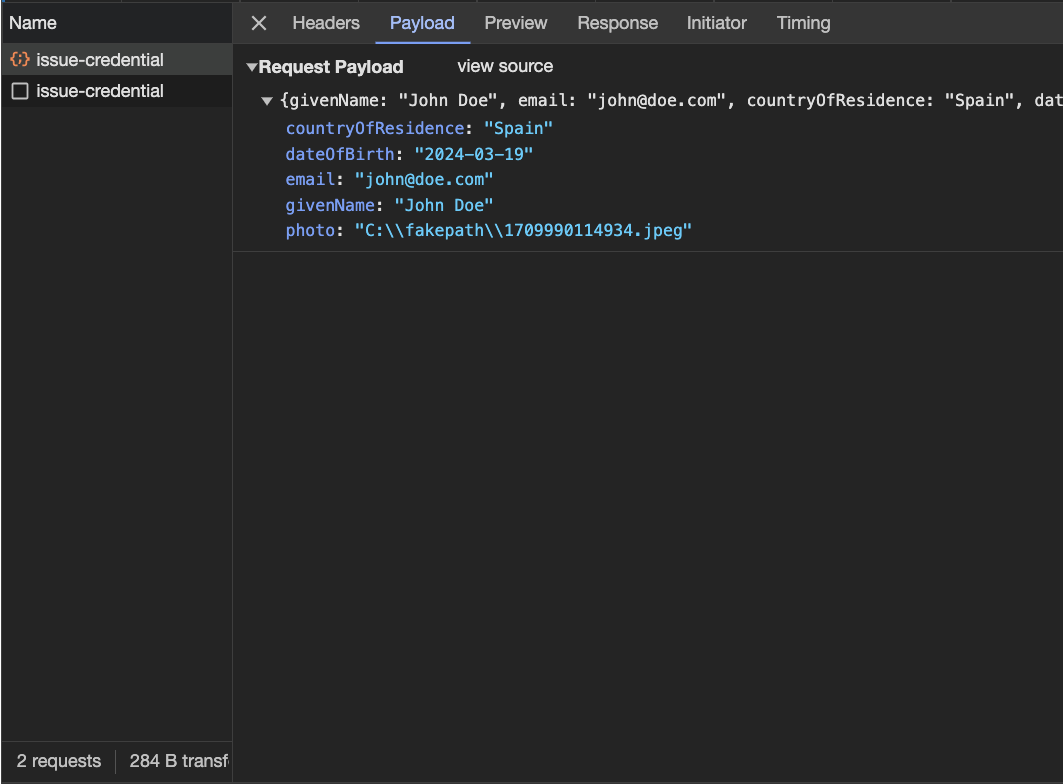 Name
Headers Payload Preview Response Initiator Timing
issue-credential
issue-credential
Request Payload view source
{givenName: "John Doe", email: "john@doe.com", countryOfResidence: "Spain", dat
countryOfResidence: "Spain"
dateOfBirth: "2024-03-19"
email: "john@doe.com"
givenName: "John Doe"
photo: "C:\\fakepath\\1709990114934.jpeg"
2 requests 284 B transf